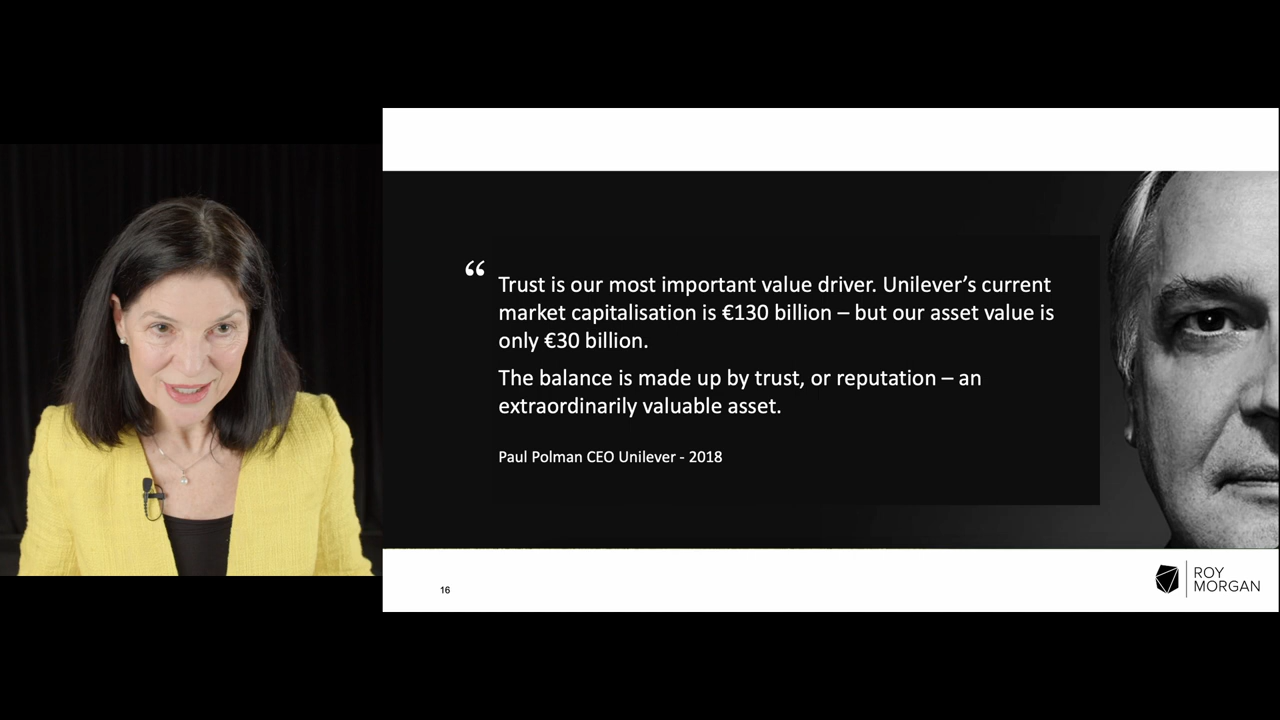 “
Trust is our most important value driver. Unilever’s current
market capitalisation is €130 billion – but our asset value is
only €30 billion.
The balance is made up by trust, or reputation – an
extraordinarily valuable asset.
Paul Polman CEO Unilever - 2018
16
ROY
MORGAN